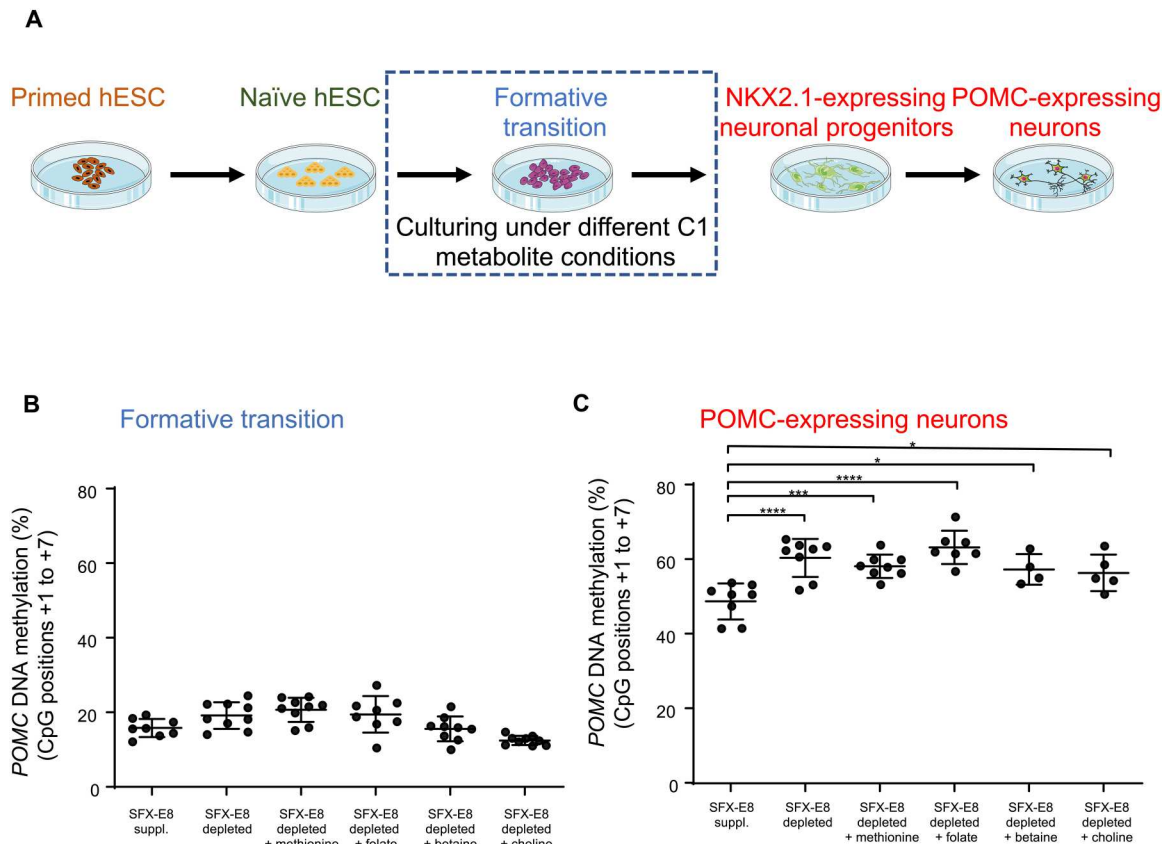 A
Primed hESC
Naïve hESC
Formative
transition
NKX2.1-expressing
neuronal progenitors
POMC-expressing
neurons
Culturing under different C1
metabolite conditions
B
Formative transition
POMC DNA methylation (%)
(CpG positions +1 to +7)
80
60
40
20
0
SFX-E8
suppl.
SFX-E8
depleted
SFX-E8
depleted
+ methionine
SFX-E8
depleted
+ folate
SFX-E8
depleted
+ betaine
SFX-E8
depleted
+ choline
C
POMC-expressing neurons
*
*
****
***
****
POMC DNA methylation (%)
(CpG positions +1 to +7)
80
60
40
20
0
SFX-E8
suppl.
SFX-E8
depleted
SFX-E8
depleted
+ methionine
SFX-E8
depleted
+ folate
SFX-E8
depleted
+ betaine
SFX-E8
depleted
+ choline